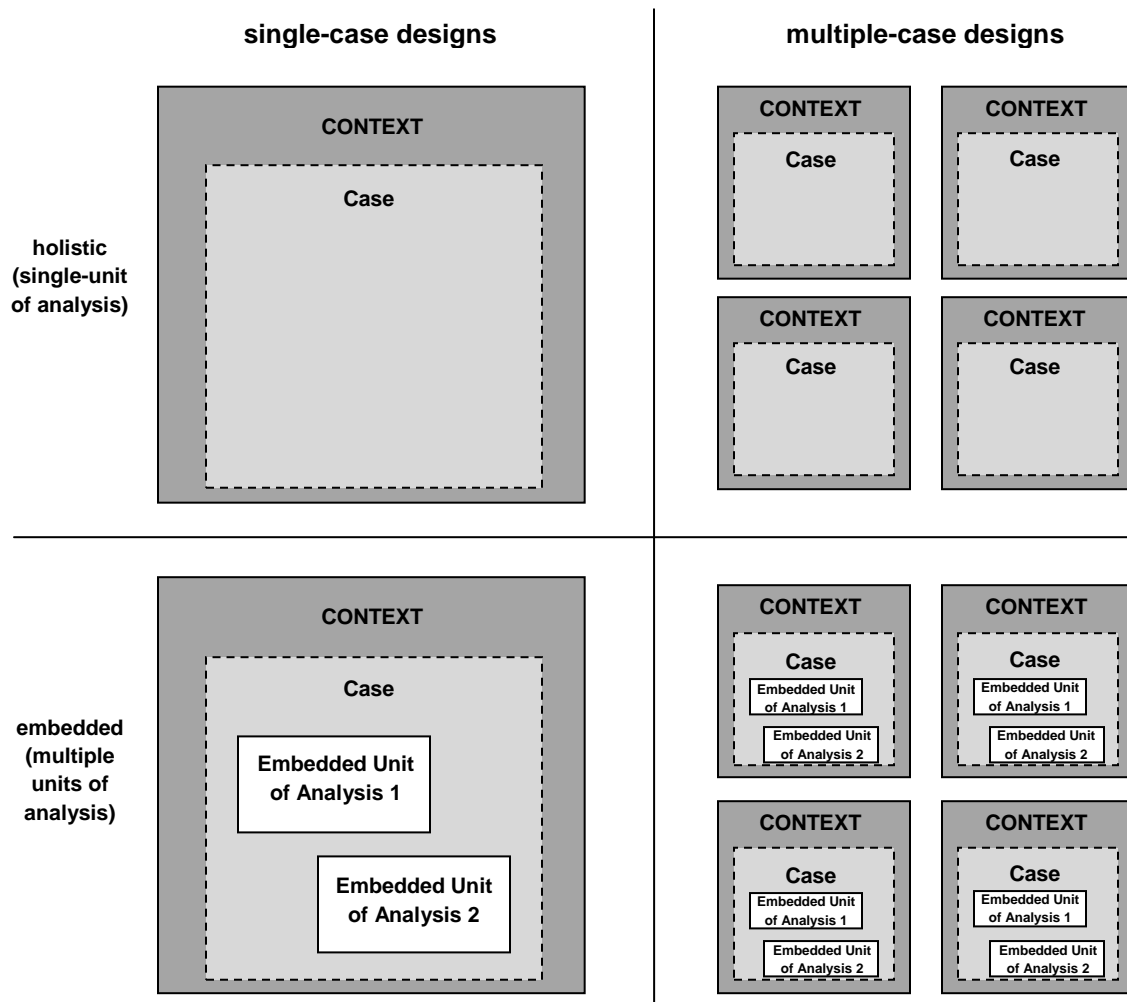 single-case designs
multiple-case designs
holistic
(single-unit
of analysis)
CONTEXT
Case
CONTEXT
Case
CONTEXT
Case
CONTEXT
Case
CONTEXT
Case
embedded
(multiple
units of
analysis)
CONTEXT
Case
Embedded Unit
of Analysis 1
Embedded Unit
of Analysis 2
CONTEXT
Case
Embedded Unit
of Analysis 1
Embedded Unit
of Analysis 2
CONTEXT
Case
Embedded Unit
of Analysis 1
Embedded Unit
of Analysis 2
CONTEXT
Case
Embedded Unit
of Analysis 1
Embedded Unit
of Analysis 2
CONTEXT
Case
Embedded Unit
of Analysis 1
Embedded Unit
of Analysis 2